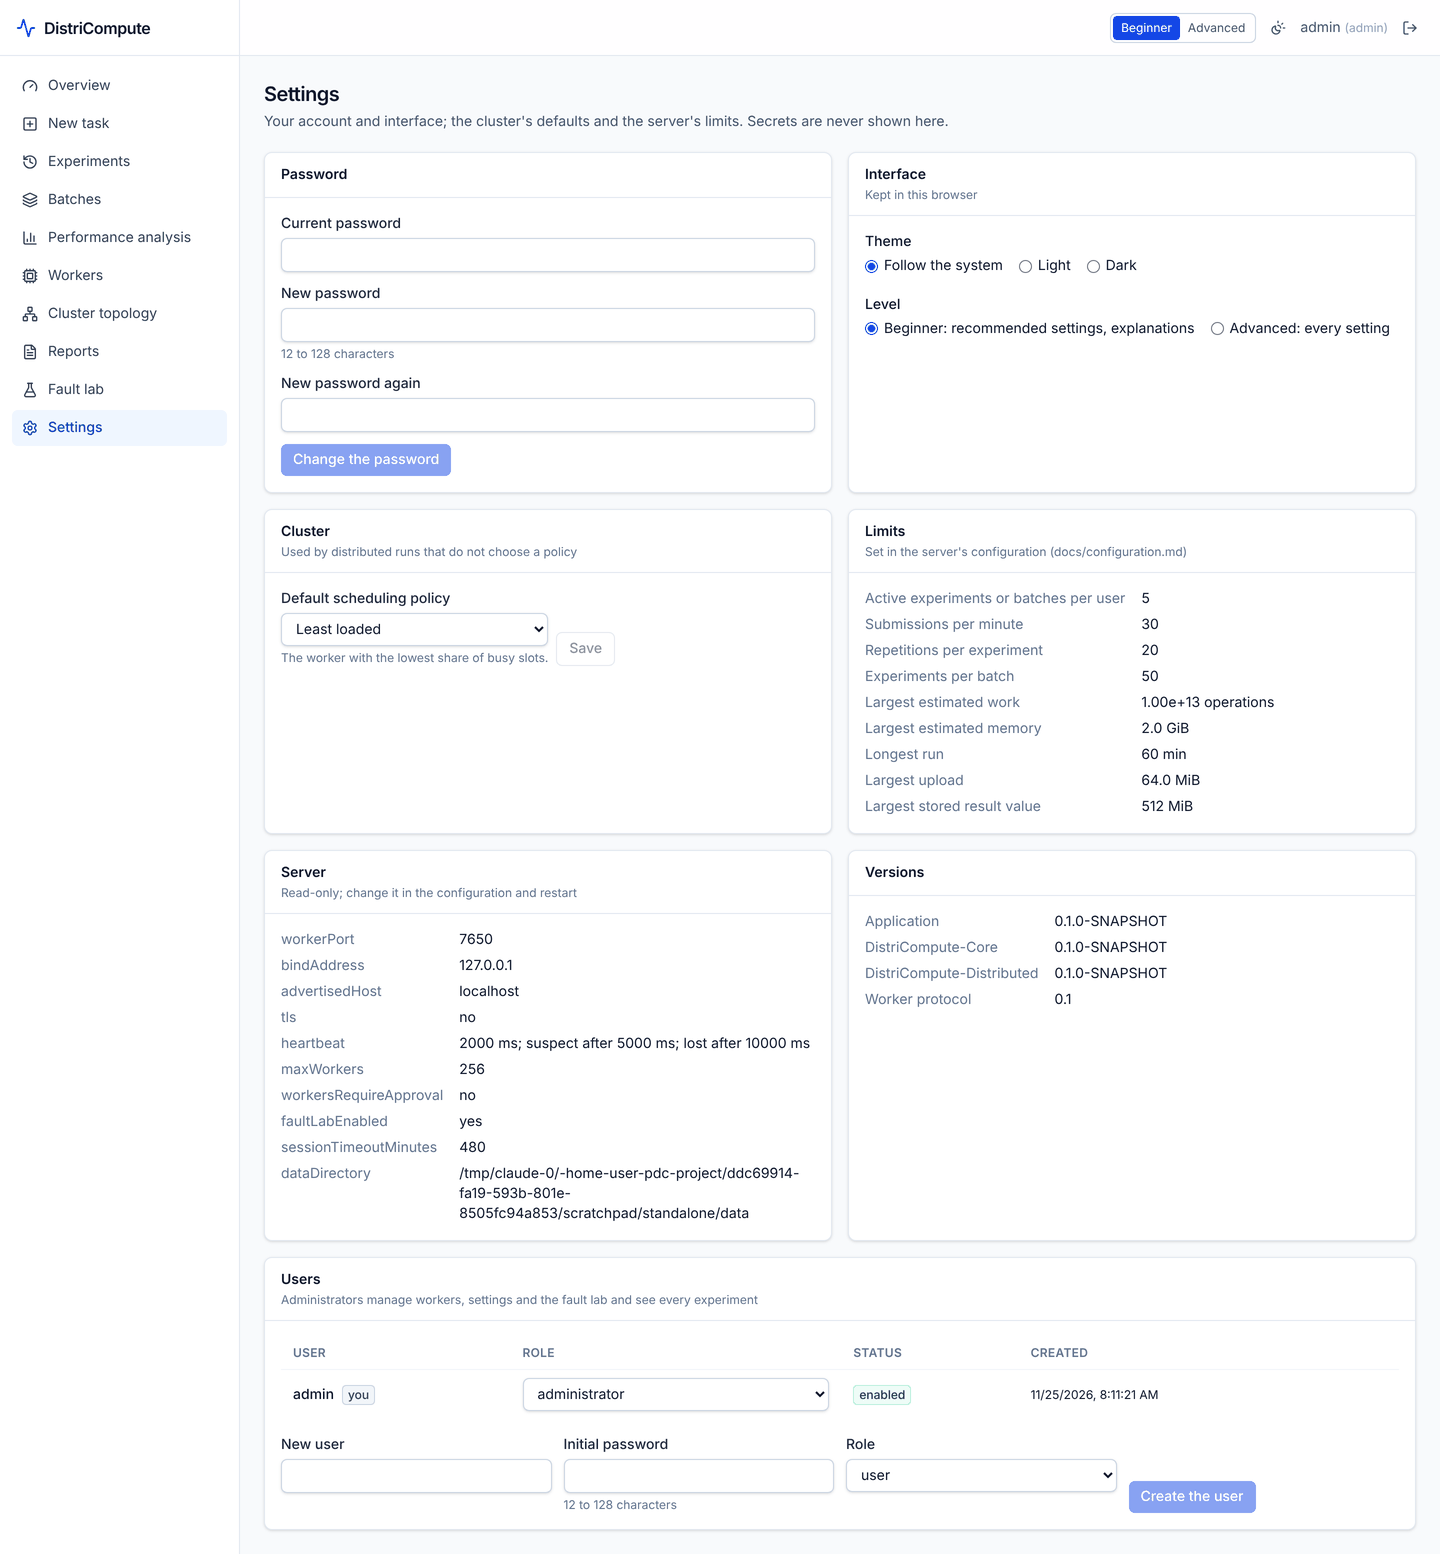 DistriCompute
Beginner Advanced admin (admin)
Overview
New task
Experiments
Batches
Performance analysis
Workers
Cluster topology
Reports
Fault lab
Settings
Settings
Your account and interface; the cluster's defaults and the server's limits. Secrets are never shown here.
Password
Current password
New password
12 to 128 characters
New password again
Change the password
Interface
Kept in this browser
Theme
Follow the system Light Dark
Level
Beginner: recommended settings, explanations Advanced: every setting
Cluster
Used by distributed runs that do not choose a policy
Default scheduling policy
Least loaded
The worker with the lowest share of busy slots.
Save
Limits
Set in the server's configuration (docs/configuration.md)
Active experiments or batches per user 5
Submissions per minute 30
Repetitions per experiment 20
Experiments per batch 50
Largest estimated work 1.00e+13 operations
Largest estimated memory 2.0 GiB
Longest run 60 min
Largest upload 64.0 MiB
Largest stored result value 512 MiB
Server
Read-only; change it in the configuration and restart
workerPort 7650
bindAddress 127.0.0.1
advertisedHost localhost
tls no
heartbeat 2000 ms; suspect after 5000 ms; lost after 10000 ms
maxWorkers 256
workersRequireApproval no
faultLabEnabled yes
sessionTimeoutMinutes 480
dataDirectory /tmp/claude-0/-home-user-pdc-project/ddc69914-
fa19-593b-801e-
8505fc94a853/scratchpad/standalone/data
Versions
Application 0.1.0-SNAPSHOT
DistriCompute-Core 0.1.0-SNAPSHOT
DistriCompute-Distributed 0.1.0-SNAPSHOT
Worker protocol 0.1
Users
Administrators manage workers, settings and the fault lab and see every experiment
USER ROLE STATUS CREATED
admin you administrator enabled 11/25/2026, 8:11:21 AM
New user Initial password Role
user
12 to 128 characters
Create the user